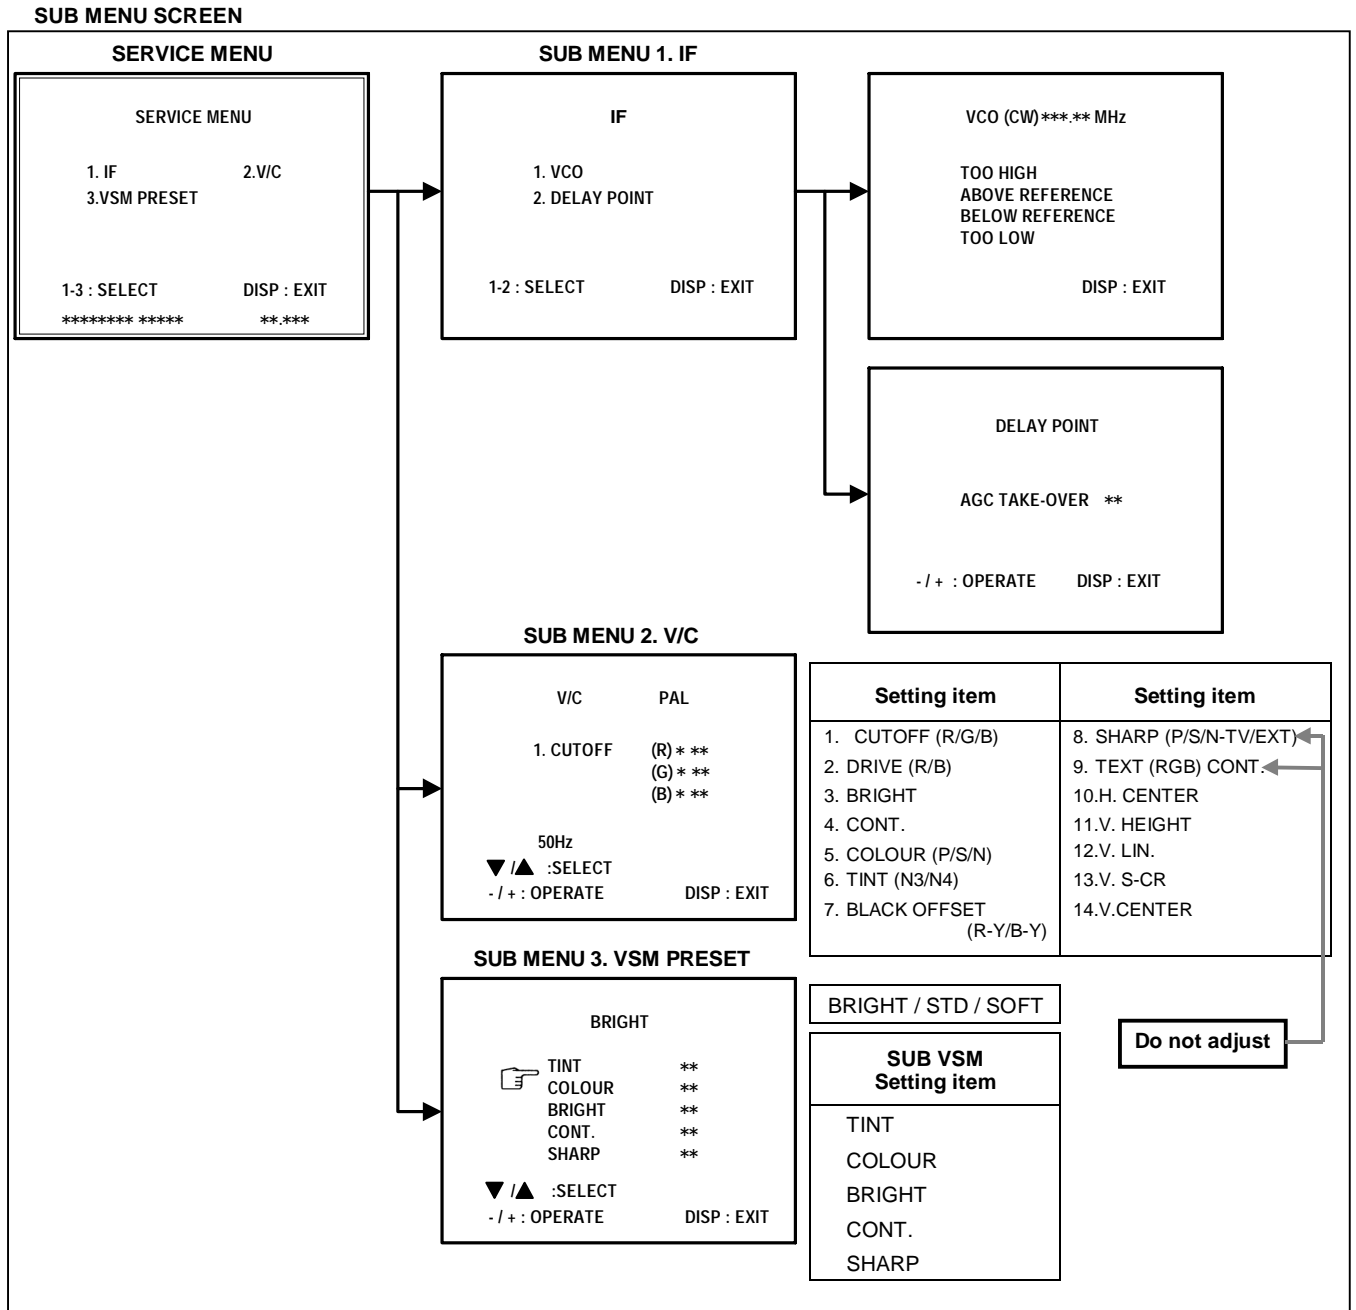 SUB MENU SCREEN
SERVICE MENU
SERVICE MENU
1. IF 2.V/C
3.VSM PRESET
1-3 : SELECT DISP : EXIT
******** ***** **.***
SUB MENU 1. IF
IF
1. VCO
2. DELAY POINT
1-2 : SELECT DISP : EXIT
VCO (CW) ***.** MHz
TOO HIGH
ABOVE REFERENCE
BELOW REFERENCE
TOO LOW
DISP : EXIT
DELAY POINT
AGC TAKE-OVER **
- / + : OPERATE DISP : EXIT
SUB MENU 2. V/C
V/C PAL
1. CUTOFF (R) * **
(G) * **
(B) * **
50Hz
▼ /▲ :SELECT
- / + : OPERATE DISP : EXIT
Setting item
1. CUTOFF (R/G/B)
2. DRIVE (R/B)
3. BRIGHT
4. CONT.
5. COLOUR (P/S/N)
6. TINT (N3/N4)
7. BLACK OFFSET
(R-Y/B-Y)
Setting item
8. SHARP (P/S/N-TV/EXT)
9. TEXT (RGB) CONT.
10.H. CENTER
11.V. HEIGHT
12.V. LIN.
13.V. S-CR
14.V.CENTER
Do not adjust
SUB MENU 3. VSM PRESET
BRIGHT
TINT **
COLOUR **
BRIGHT **
CONT. **
SHARP **
▼ /▲ :SELECT
- / + : OPERATE DISP : EXIT
BRIGHT / STD / SOFT
SUB VSM
Setting item
TINT
COLOUR
BRIGHT
CONT.
SHARP